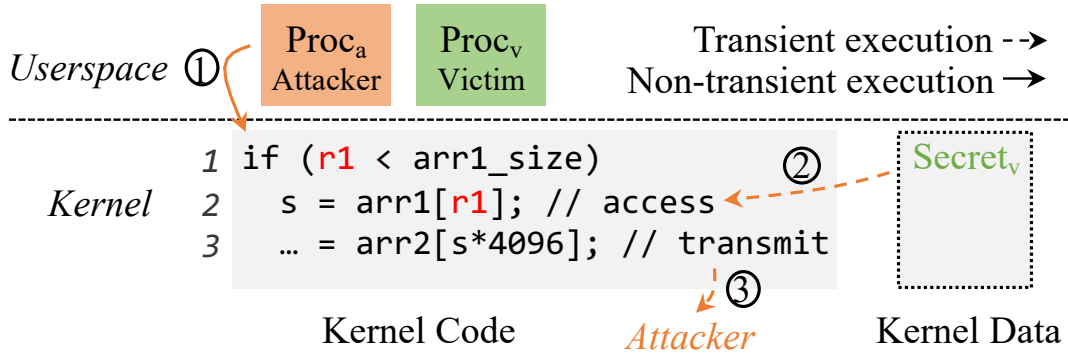 Userspace ①
Proc_a
Attacker
Proc_v
Victim
Transient execution
Non-transient execution
Kernel
1 if (r1 < arr1_size)
2 s = arr1[r1]; // access
3 … = arr2[s*4096]; // transmit
②
Secret_v
③
Kernel Code
Attacker
Kernel Data